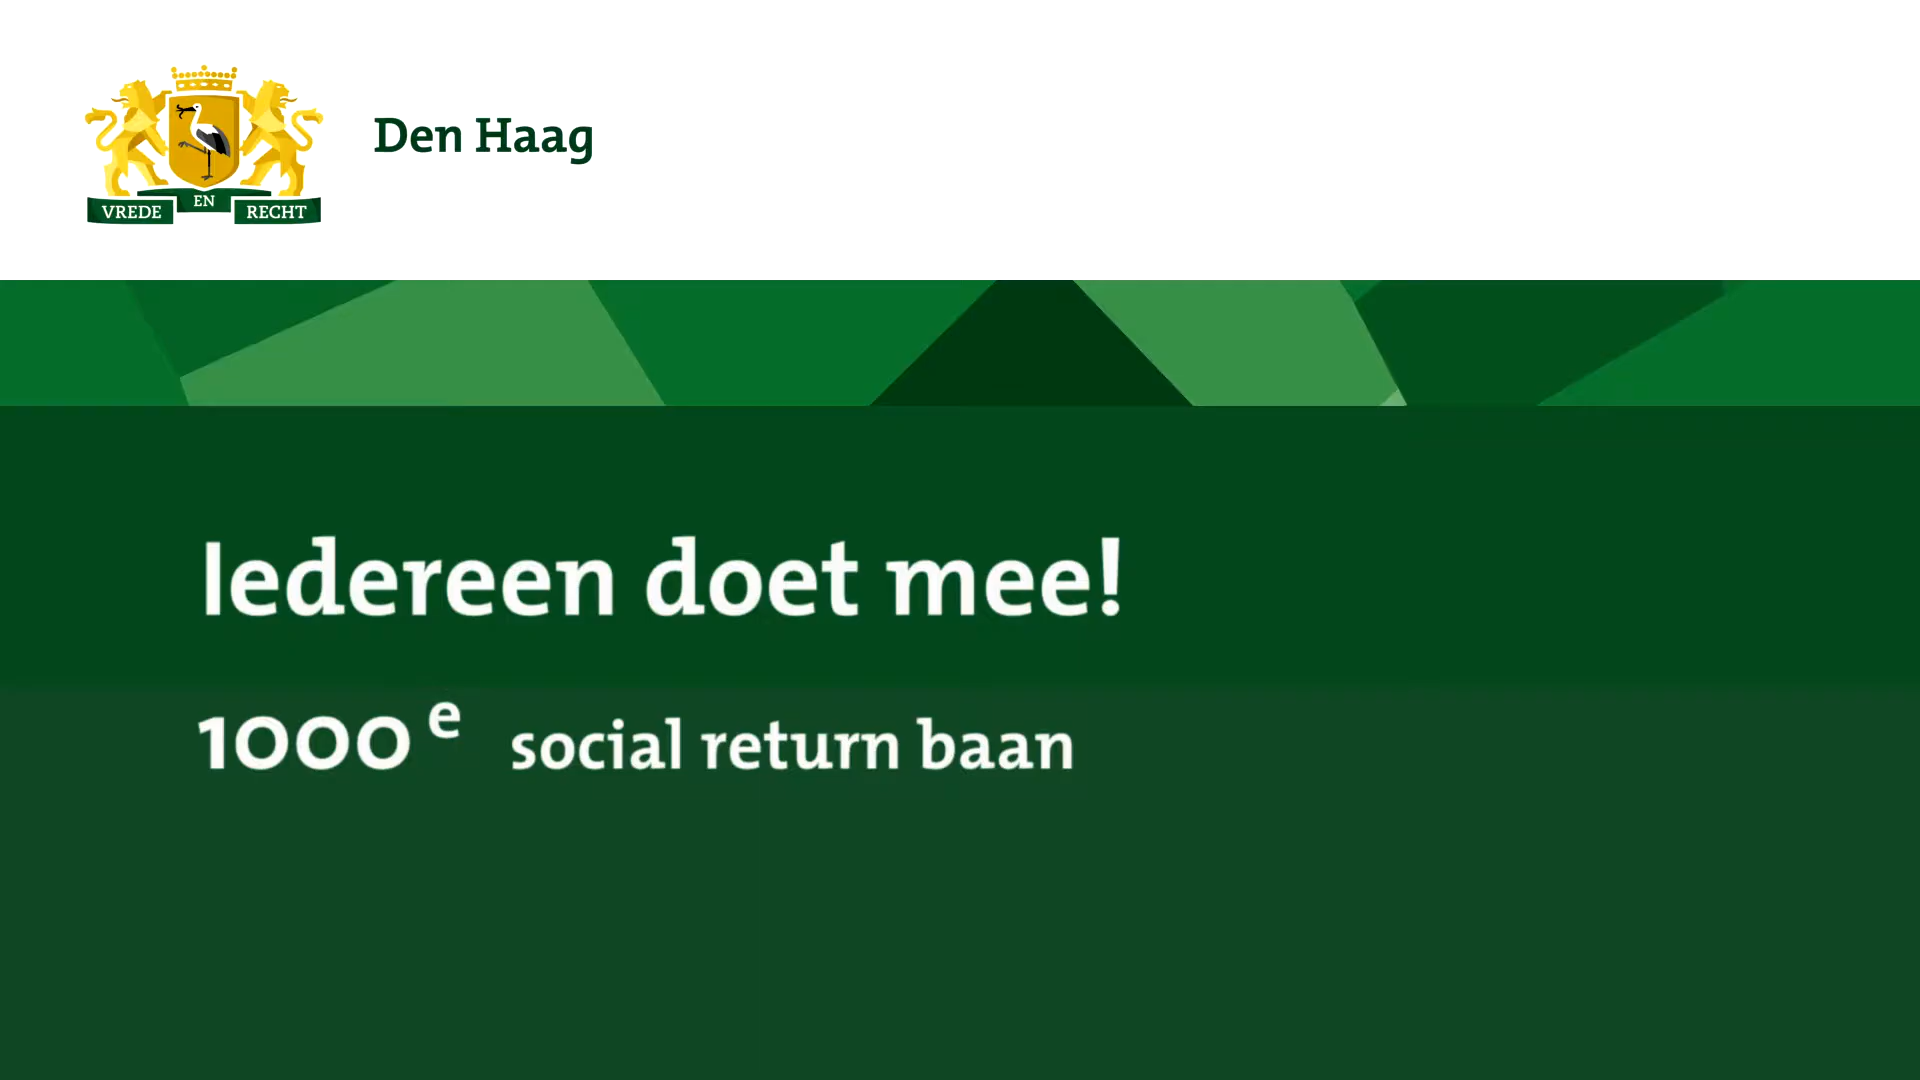 Den Haag
VREDE EN RECHT
Iedereen doet mee!
1000e social return baan